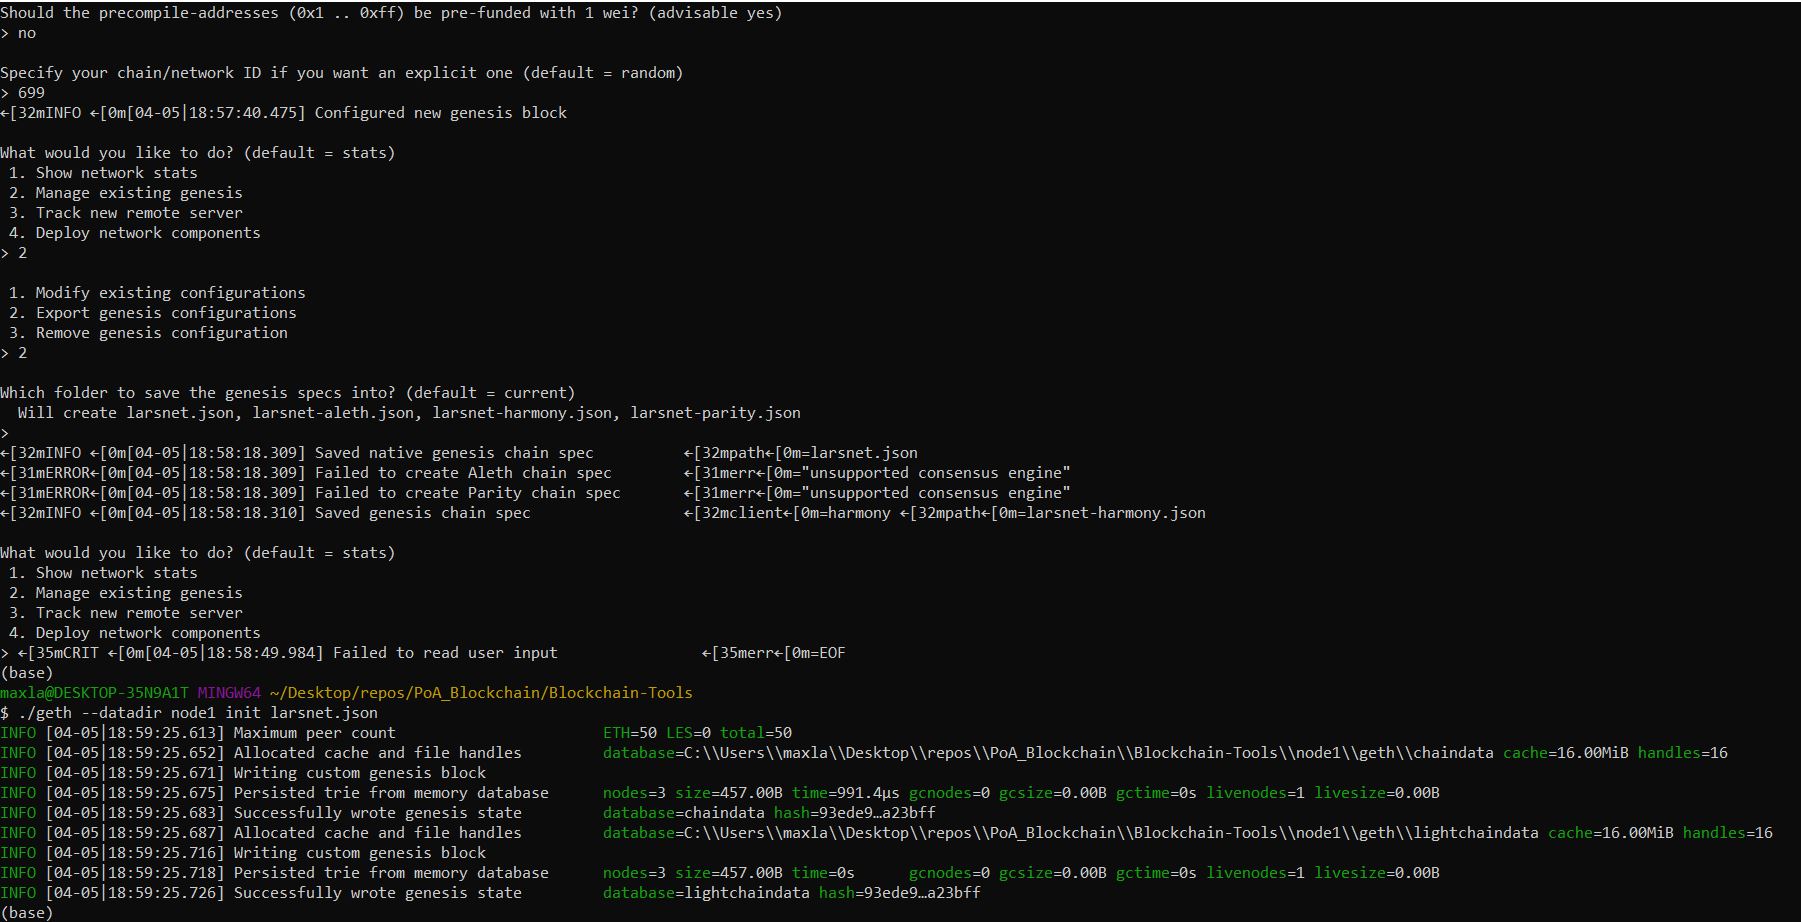 Should the precompile-addresses (0x1 .. 0xff) be pre-funded with 1 wei? (advisable yes)
> no
Specify your chain/network ID if you want an explicit one (default = random)
> 699
←[32mINFO ←[0m[04-05|18:57:40.475] Configured new genesis block
What would you like to do? (default = stats)
1. Show network stats
2. Manage existing genesis
3. Track new remote server
4. Deploy network components
> 2
1. Modify existing configurations
2. Export genesis configurations
3. Remove genesis configuration
> 2
Which folder to save the genesis specs into? (default = current)
Will create larsnet.json, larsnet-aleth.json, larsnet-harmony.json, larsnet-parity.json
>
←[32mINFO ←[0m[04-05|18:58:18.309] Saved native genesis chain spec ←[32mpath←[0m=larsnet.json
←[31mERROR←[0m[04-05|18:58:18.309] Failed to create Aleth chain spec ←[31merr←[0m="unsupported consensus engine"
←[31mERROR←[0m[04-05|18:58:18.309] Failed to create Parity chain spec ←[31merr←[0m="unsupported consensus engine"
←[32mINFO ←[0m[04-05|18:58:18.310] Saved genesis chain spec ←[32mclient←[0m=harmony ←[32mpath←[0m=larsnet-harmony.json
What would you like to do? (default = stats)
1. Show network stats
2. Manage existing genesis
3. Track new remote server
4. Deploy network components
> ←[35mCRIT ←[0m[04-05|18:58:49.984] Failed to read user input ←[35merr←[0m=EOF
(base)
maxla@DESKTOP-35N9A1T MINGW64 ~/Desktop/repos/PoA_Blockchain/Blockchain-Tools
$ ./geth --datadir node1 init larsnet.json
INFO [04-05|18:59:25.613] Maximum peer count ETH=50 LES=0 total=50
INFO [04-05|18:59:25.652] Allocated cache and file handles database=C:\\Users\\maxla\\Desktop\\repos\\PoA_Blockchain\\Blockchain-Tools\\node1\\geth\\chaindata cache=16.00MiB handles=16
INFO [04-05|18:59:25.671] Writing custom genesis block
INFO [04-05|18:59:25.675] Persisted trie from memory database nodes=3 size=457.00B time=991.4µs gcnodes=0 gcsize=0.00B gctime=0s livenodes=1 livesize=0.00B
INFO [04-05|18:59:25.683] Successfully wrote genesis state database=chaindata hash=93ede9…a23bff
INFO [04-05|18:59:25.687] Allocated cache and file handles database=C:\\Users\\maxla\\Desktop\\repos\\PoA_Blockchain\\Blockchain-Tools\\node1\\geth\\lightchaindata cache=16.00MiB handles=16
INFO [04-05|18:59:25.716] Writing custom genesis block
INFO [04-05|18:59:25.718] Persisted trie from memory database nodes=3 size=457.00B time=0s gcnodes=0 gcsize=0.00B gctime=0s livenodes=1 livesize=0.00B
INFO [04-05|18:59:25.726] Successfully wrote genesis state database=lightchaindata hash=93ede9…a23bff
(base)